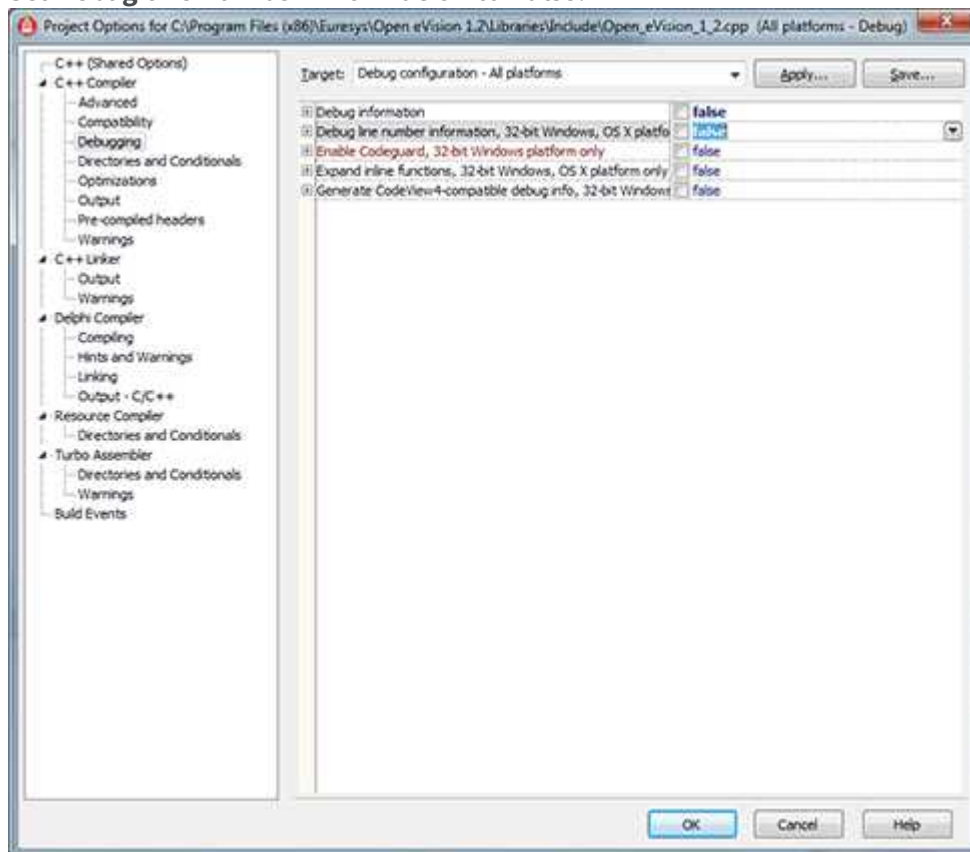 Project Options for C:\Program Files (x86)\Euresys\Open eVision 1.2\Libraries\Include\Open_eVision_1_2.cpp (All platforms - Debug)
C++ (Shared Options)
C++ Compiler
Advanced
Compatibility
Debugging
Directories and Conditionals
Optimizations
Output
Pre-compiled headers
Warnings
C++ Linker
Output
Warnings
Delphi Compiler
Compiling
Hints and Warnings
Linking
Output - C/C++
Resource Compiler
Directories and Conditionals
Turbo Assembler
Directories and Conditionals
Warnings
Build Events
Target: Debug configuration - All platforms
Apply...
Save...
Debug information false
Debug line number information, 32-bit Windows, OS X platfo false
Enable Codeguard, 32-bit Windows platform only false
Expand inline functions, 32-bit Windows, OS X platform only false
Generate CodeView4-compatible debug info, 32-bit Windows false
OK
Cancel
Help